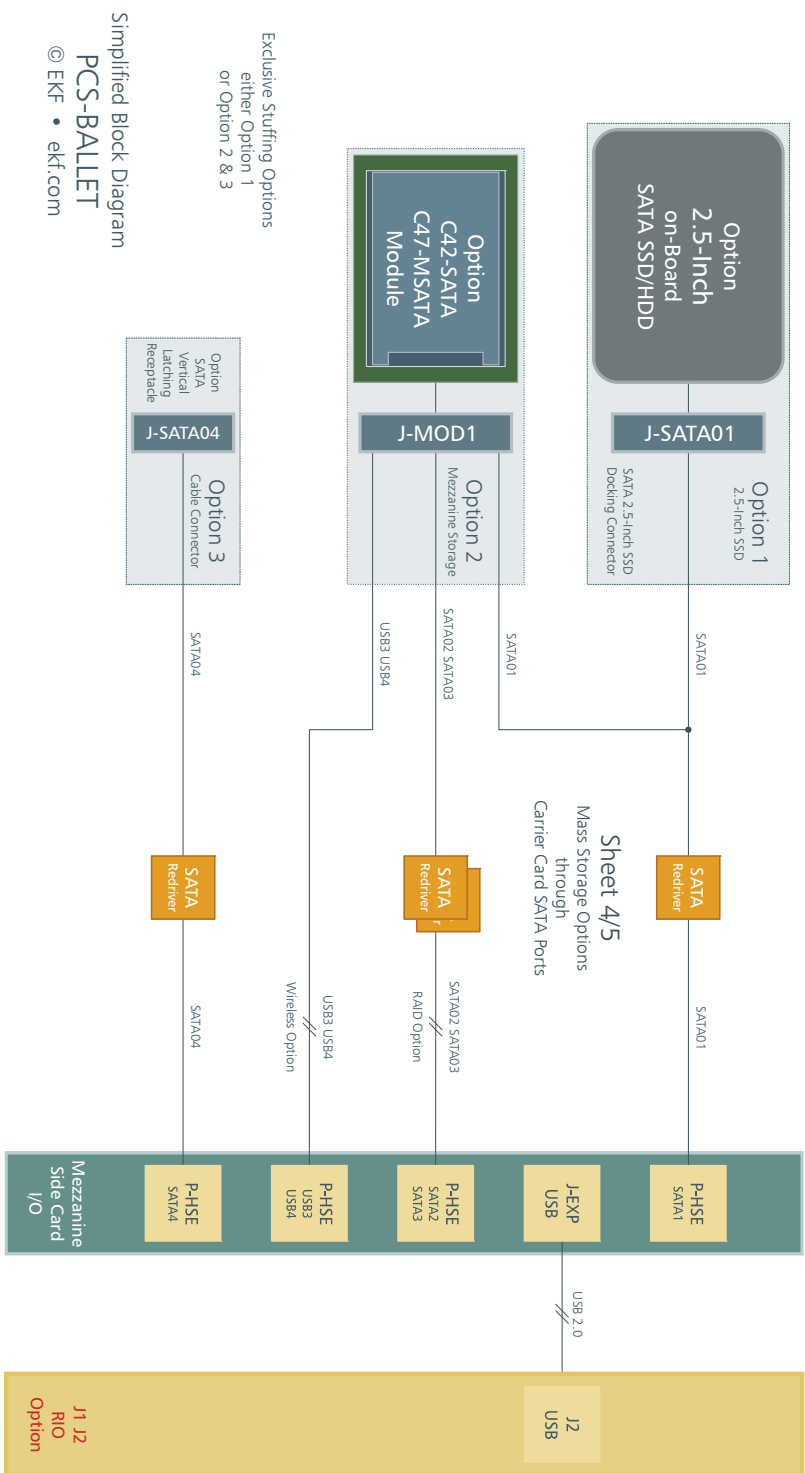 Option
2.5-Inch
on-Board
SATA SSD/HDD
J-SATA01
Option 1
2.5-Inch SSD
SATA 2.5-Inch SSD
Docking Connector
SATA01
SATA
Redriver
SATA01
P-HSE
SATA1
Sheet 4/5
Mass Storage Options
through
Carrier Card SATA Ports
J-EXP
USB
USB 2.0
J2
USB
Option
C42-SATA
C47-MSATA
Module
J-MOD1
Option 2
Mezzanine Storage
SATA01
SATA02 SATA03
USB3 USB4
SATA
Redriver
r
SATA02 SATA03
RAID Option
P-HSE
SATA2
SATA3
USB3 USB4
Wireless Option
P-HSE
USB3
USB4
Exclusive Stuffing Options
either Option 1
or Option 2 & 3
Option
SATA
Vertical
Latching
Receptacle
J-SATA04
Option 3
Cable Connector
SATA04
SATA
Redriver
SATA04
P-HSE
SATA4
Mezzanine
Side Card
I/O
J1 J2
RIO
Option
Simplified Block Diagram
PCS-BALLET
© EKF • ekf.com